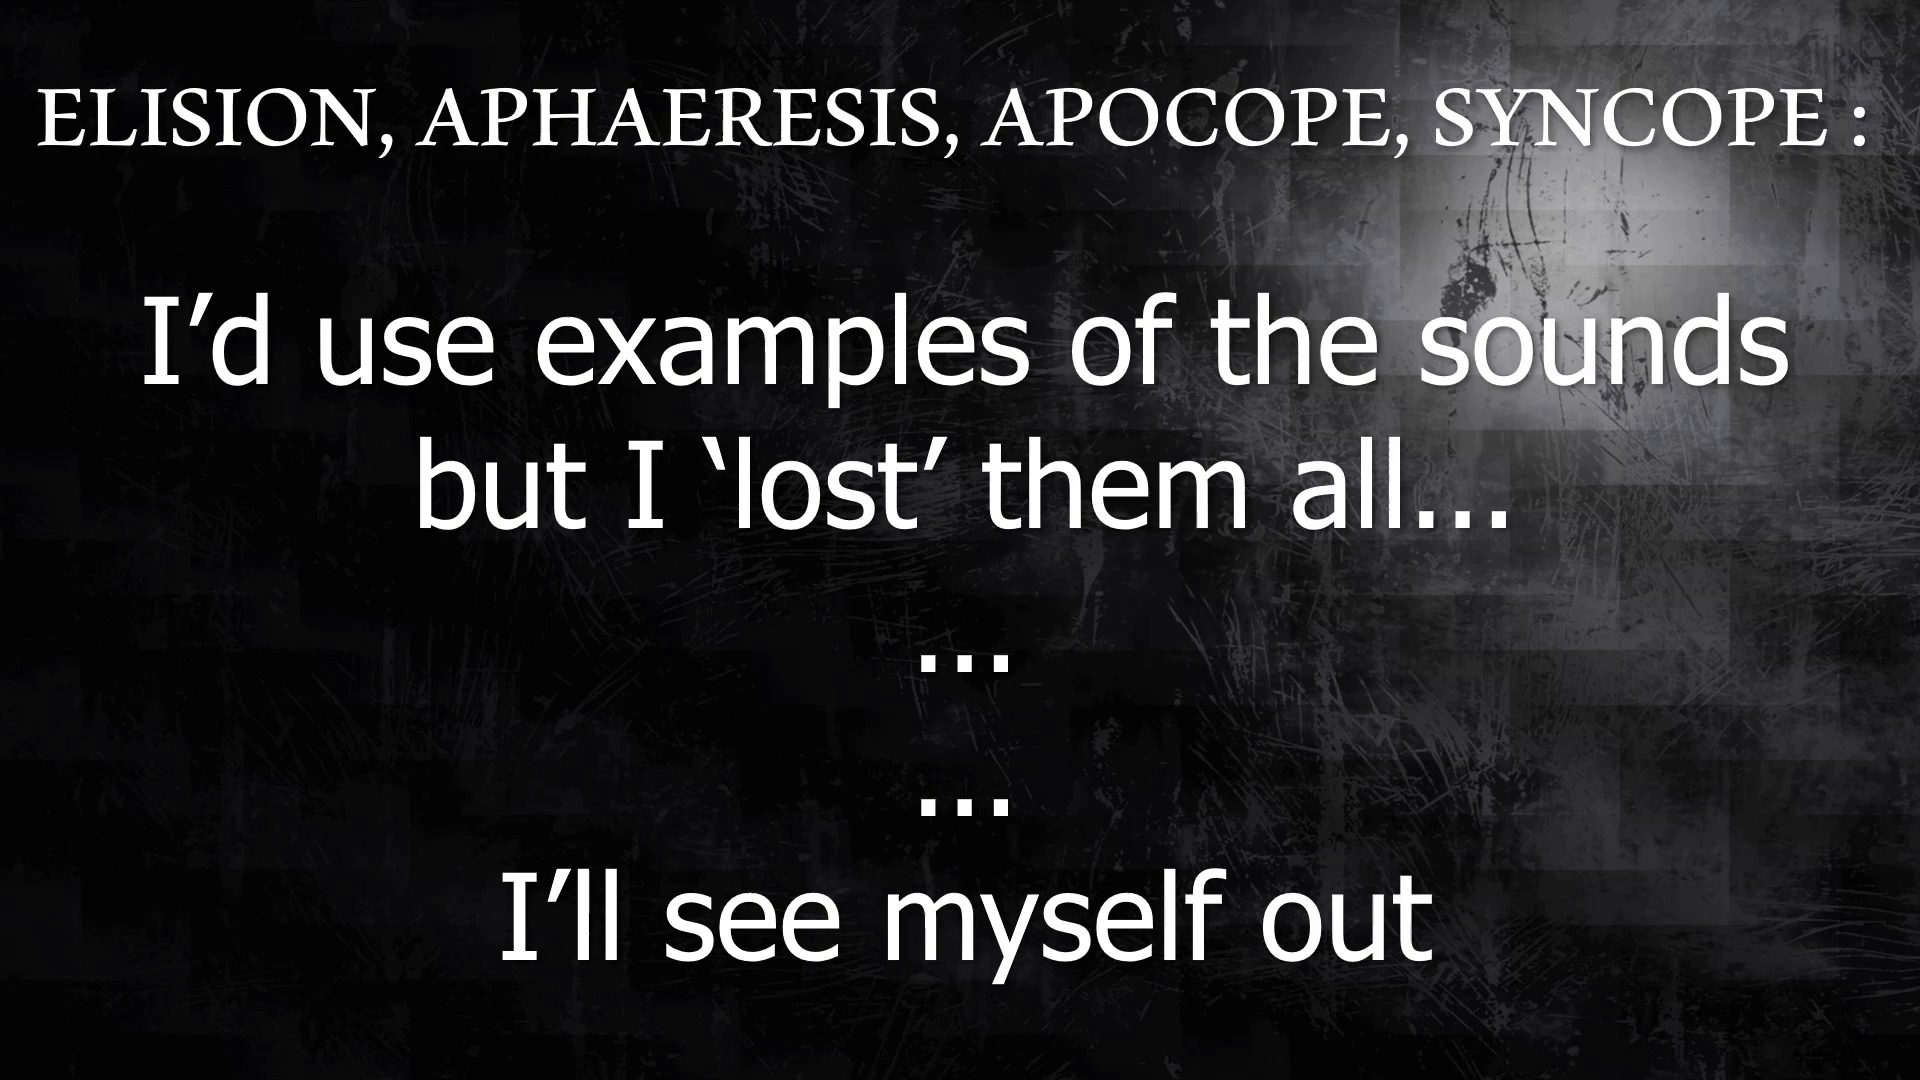 ELISION, APHAERESIS, APOCOPE, SYNCOPE :
I’d use examples of the sounds
but I ‘lost’ them all...
...
...
I’ll see myself out